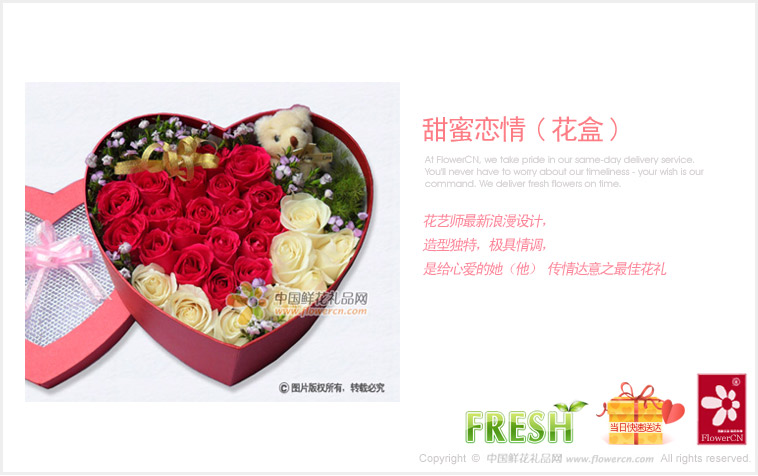 甜蜜恋情（花盒）
At FlowerCN, we take pride in our same-day delivery service.
You'll never have to worry about our timeliness - your wish is our
command. We deliver fresh flowers on time.
花艺师最新浪漫设计，
造型独特，极具情调，
是给心爱的她（他） 传情达意之最佳花礼
中国鲜花礼品网
www.flowercn.com
©图片版权所有，转载必究
FRESH
当日快速送达
FlowerCN
Copyright © 中国鲜花礼品网 www.flowercn.com All rights reserved.